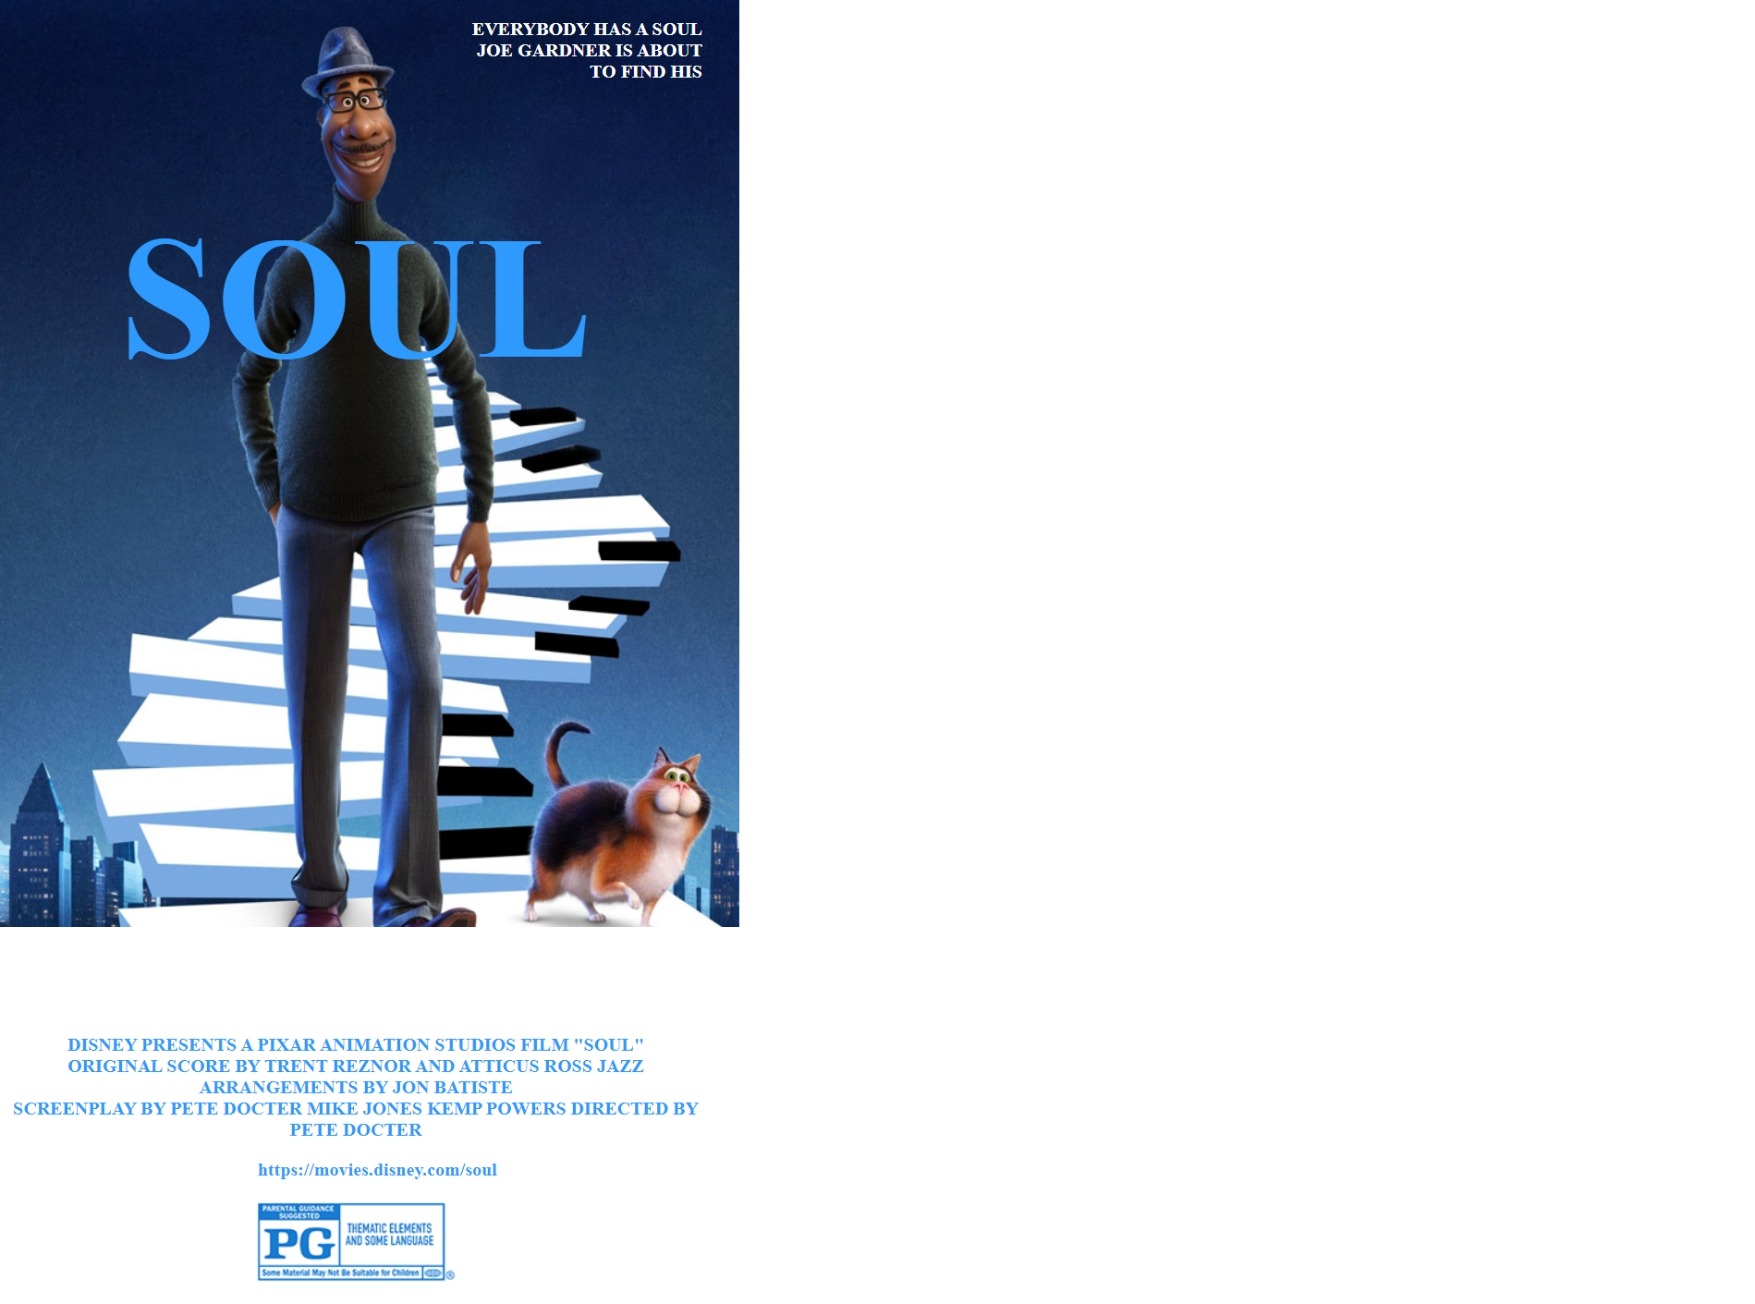 EVERYBODY HAS A SOUL
JOE GARDNER IS ABOUT
TO FIND HIS
SOUL
DISNEY PRESENTS A PIXAR ANIMATION STUDIOS FILM "SOUL"
ORIGINAL SCORE BY TRENT REZNOR AND ATTICUS ROSS JAZZ
ARRANGEMENTS BY JON BATISTE
SCREENPLAY BY PETE DOCTER MIKE JONES KEMP POWERS DIRECTED BY
PETE DOCTER
https://movies.disney.com/soul
PARENTAL GUIDANCE
SUGGESTED
PG
THEMATIC ELEMENTS
AND SOME LANGUAGE
Some Material May Not Be Suitable for Children
®